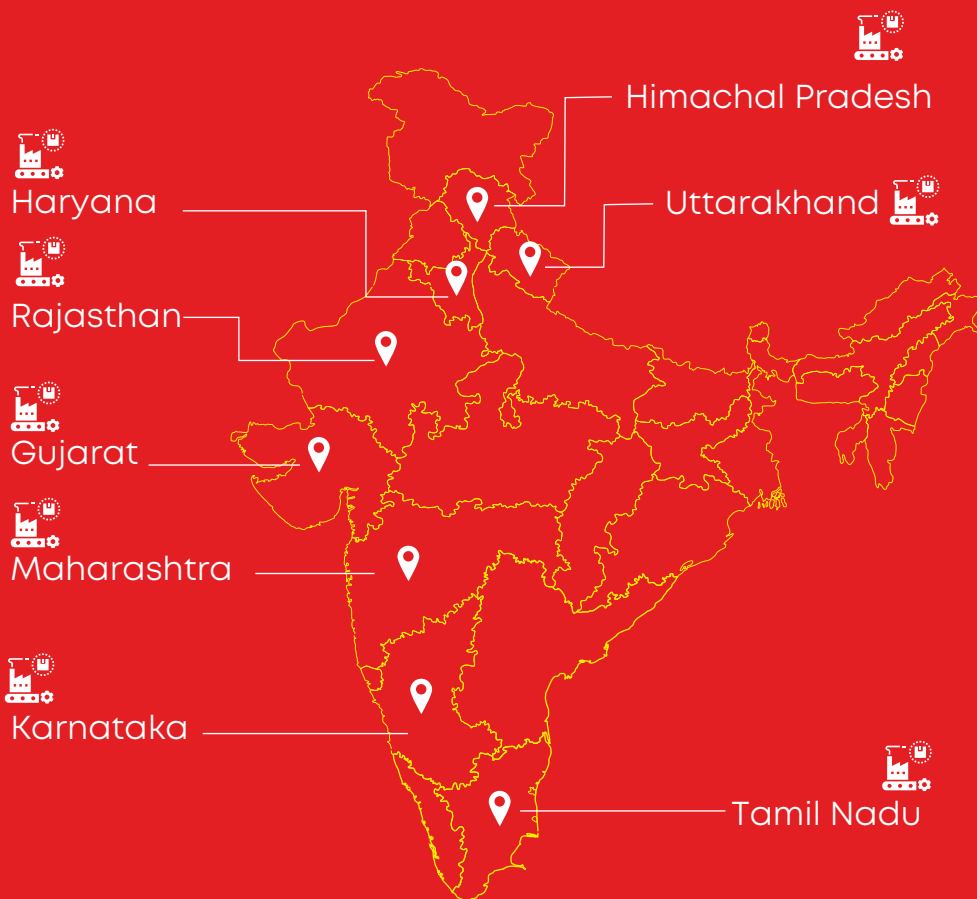 Himachal Pradesh
Haryana
Uttarakhand
Rajasthan
Gujarat
Maharashtra
Karnataka
Tamil Nadu